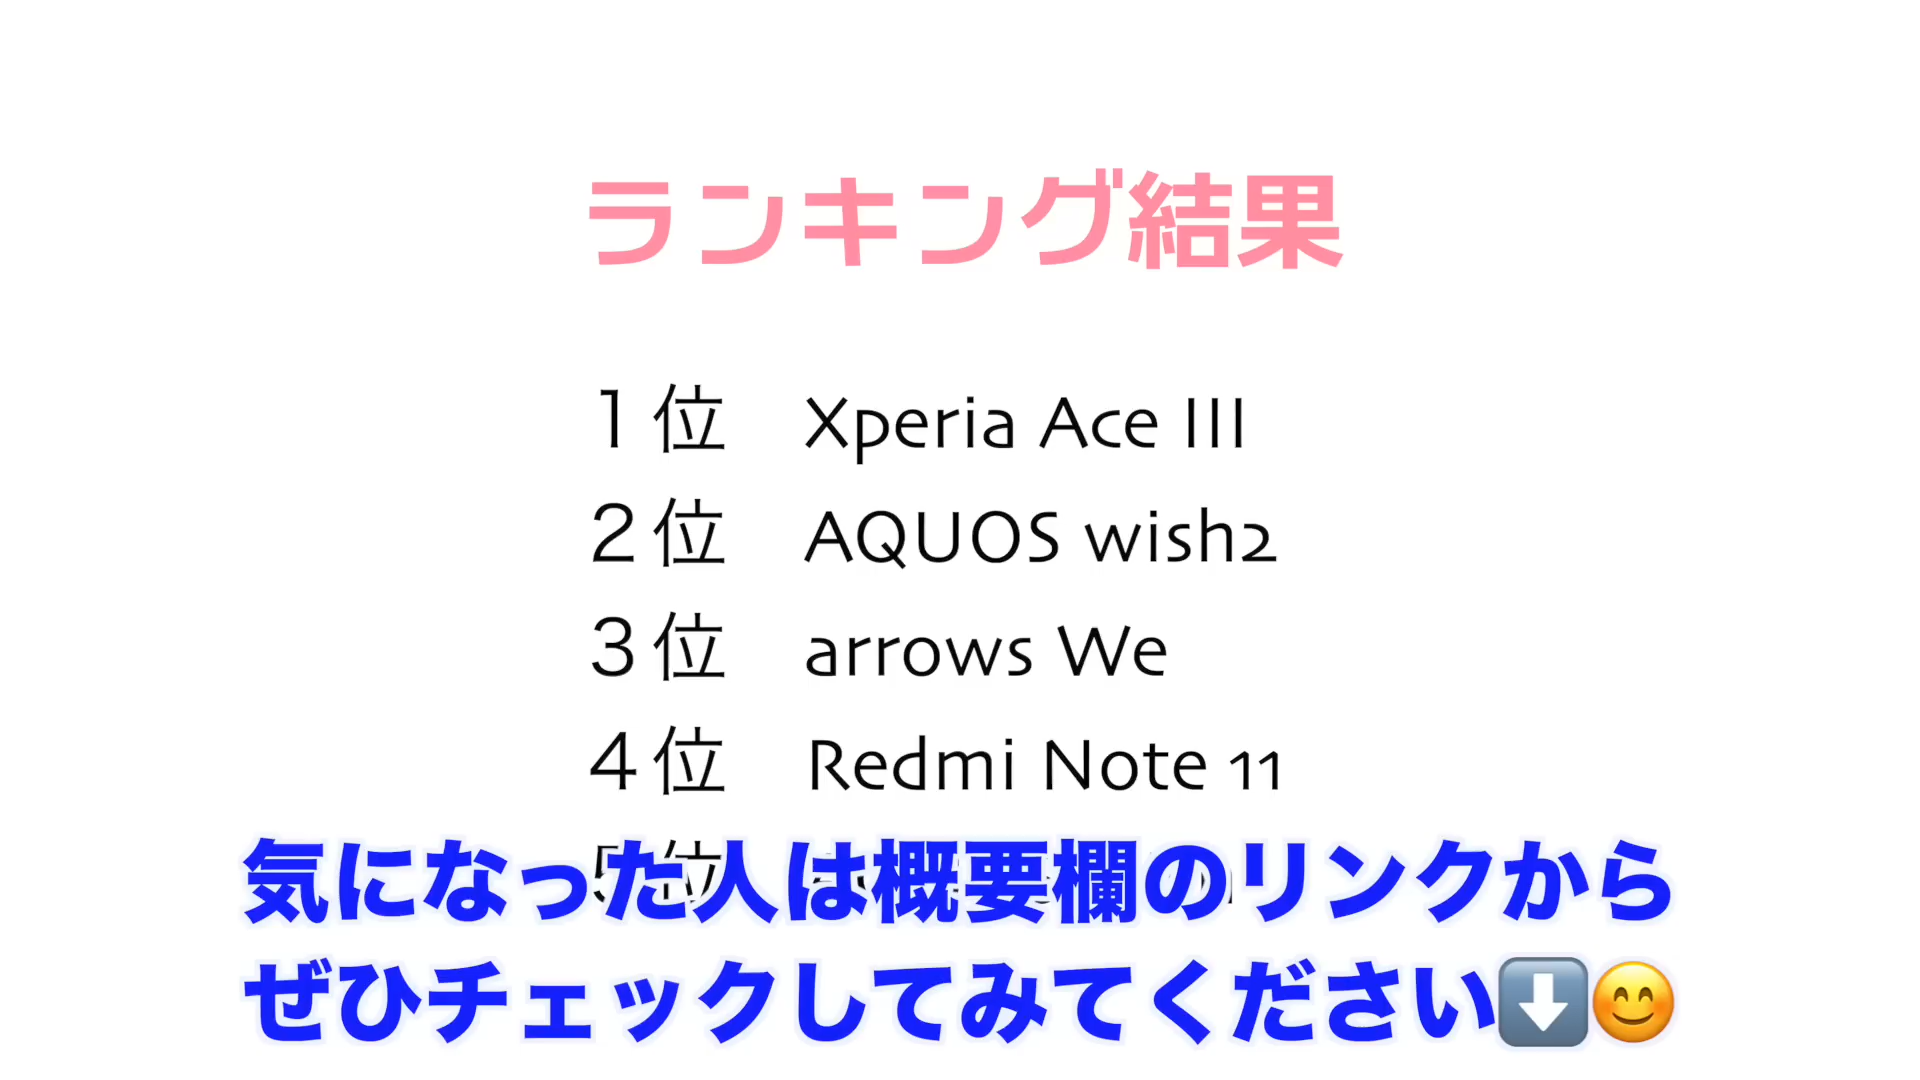 ランキング結果
１位 Xperia Ace III
２位 AQUOS wish2
３位 arrows We
４位 Redmi Note 11
５位
気になった人は概要欄のリンクから
ぜひチェックしてみてください⬇️😊